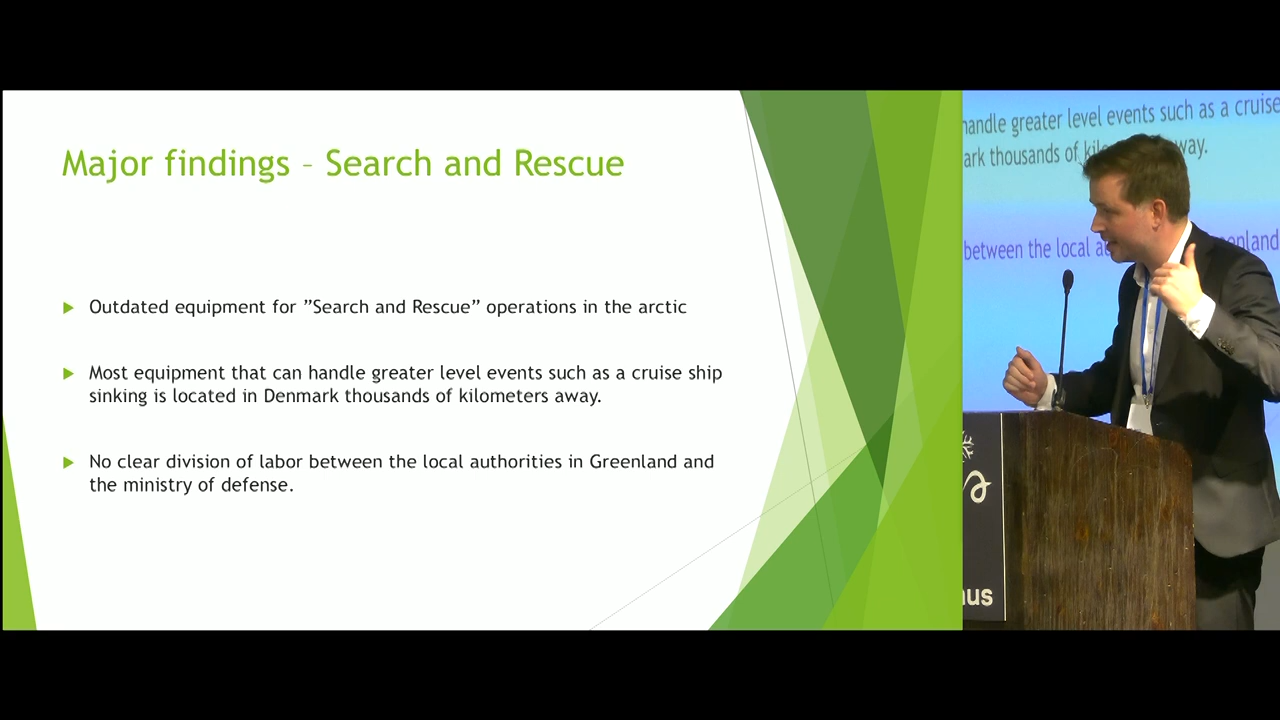 Major findings – Search and Rescue
Outdated equipment for ”Search and Rescue” operations in the arctic
Most equipment that can handle greater level events such as a cruise ship
sinking is located in Denmark thousands of kilometers away.
No clear division of labor between the local authorities in Greenland and
the ministry of defense.
handle greater level events such as a cruise
ark thousands of way.
between the local